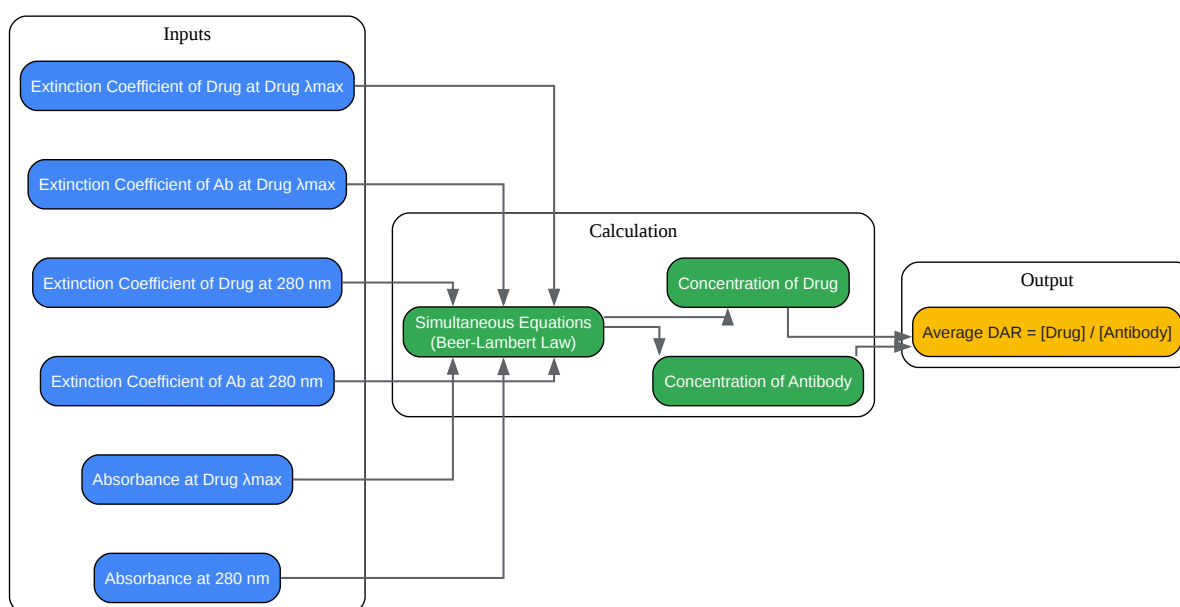 Inputs
Extinction Coefficient of Drug at Drug λmax
Extinction Coefficient of Ab at Drug λmax
Extinction Coefficient of Drug at 280 nm
Extinction Coefficient of Ab at 280 nm
Absorbance at Drug λmax
Absorbance at 280 nm
Calculation
Simultaneous Equations
(Beer-Lambert Law)
Concentration of Drug
Concentration of Antibody
Output
Average DAR = [Drug] / [Antibody]